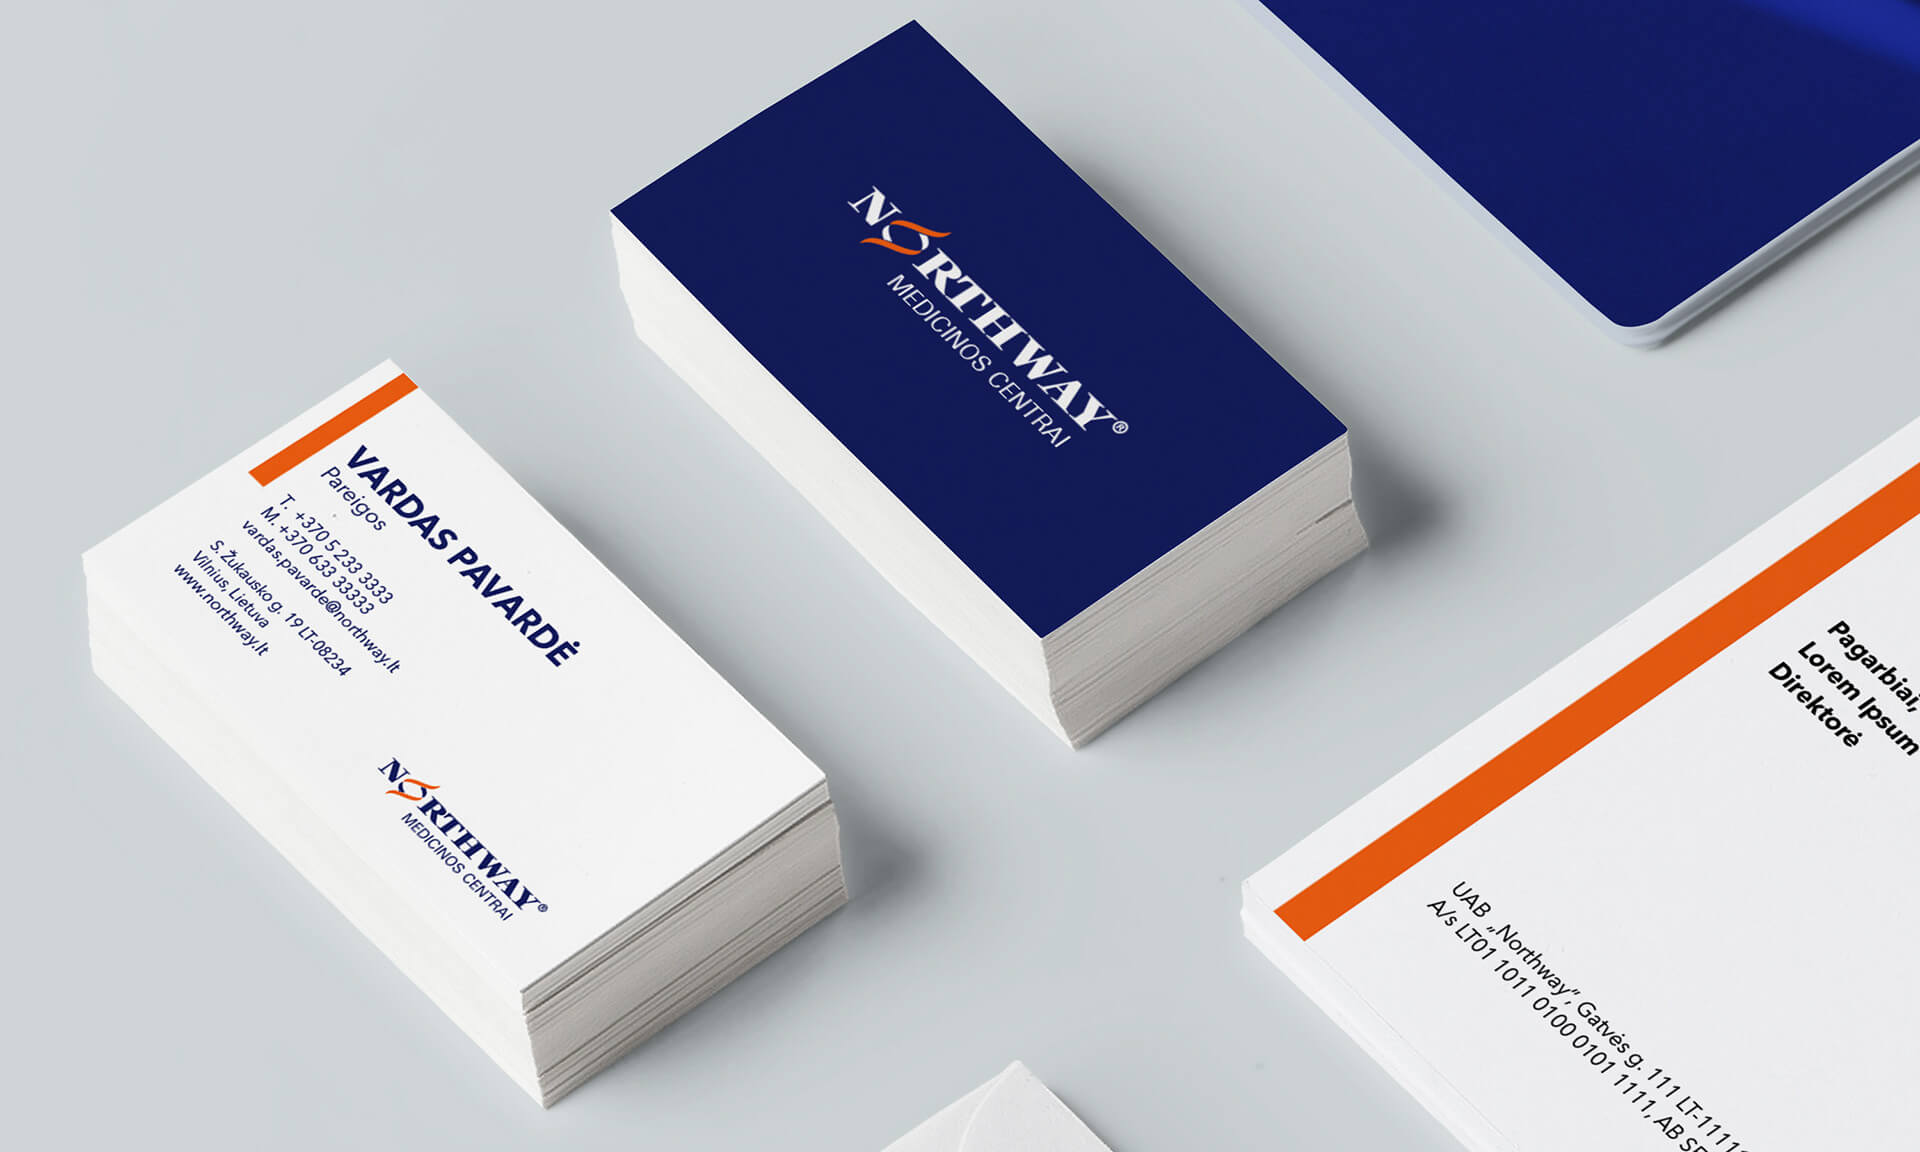 NORTHWAY®
MEDICINOS CENTRAI
VARDAS PAVARDĖ
Pareigos
T. +370 5 233 3333
M. +370 633 33333
vardas.pavarde@northway.lt
S. Žukausko g. 19 LT-08234
Vilnius, Lietuva
www.northway.lt
NORTHWAY®
MEDICINOS CENTRAI
Pagarbiai,
Lorem Ipsum
Direktorė
UAB „Northway“, Gatvės g. 111 LT-1111
A/s LT01 1011 0100 0101 1111, AB